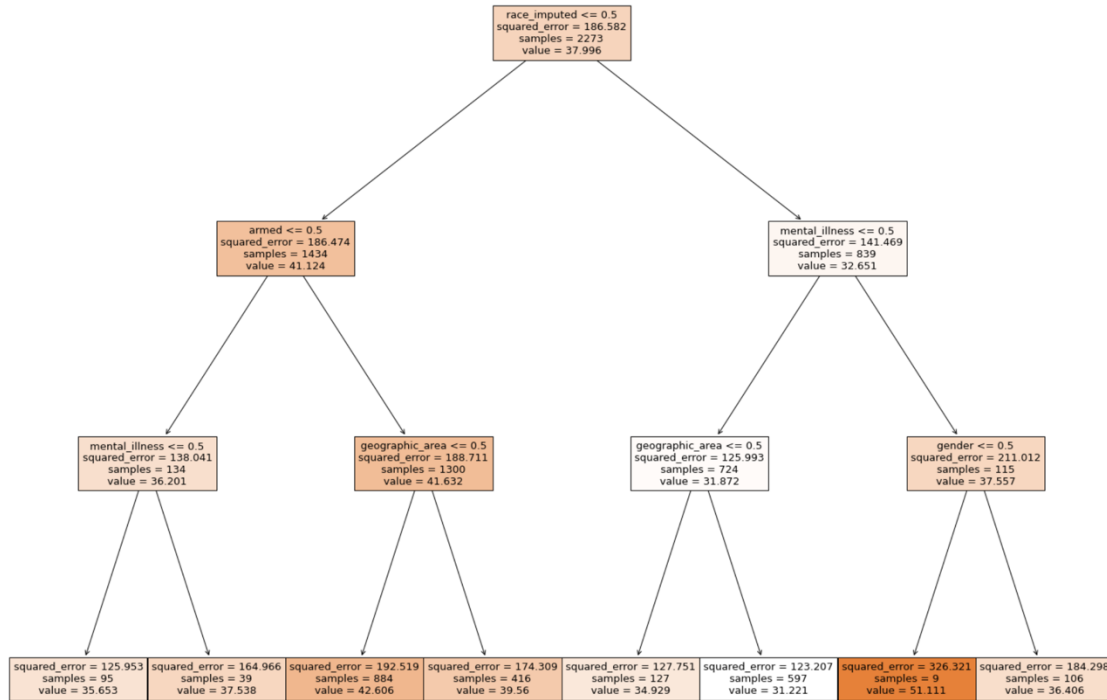 race_imputed <= 0.5
squared_error = 186.582
samples = 2273
value = 37.996
armed <= 0.5
squared_error = 186.474
samples = 1434
value = 41.124
mental_illness <= 0.5
squared_error = 141.469
samples = 839
value = 32.651
mental_illness <= 0.5
squared_error = 138.041
samples = 134
value = 36.201
geographic_area <= 0.5
squared_error = 188.711
samples = 1300
value = 41.632
geographic_area <= 0.5
squared_error = 125.993
samples = 724
value = 31.872
gender <= 0.5
squared_error = 211.012
samples = 115
value = 37.557
squared_error = 125.953
samples = 95
value = 35.653
squared_error = 164.966
samples = 39
value = 37.538
squared_error = 192.519
samples = 884
value = 42.606
squared_error = 174.309
samples = 416
value = 39.56
squared_error = 127.751
samples = 127
value = 34.929
squared_error = 123.207
samples = 597
value = 31.221
squared_error = 326.321
samples = 9
value = 51.111
squared_error = 184.298
samples = 106
value = 36.406